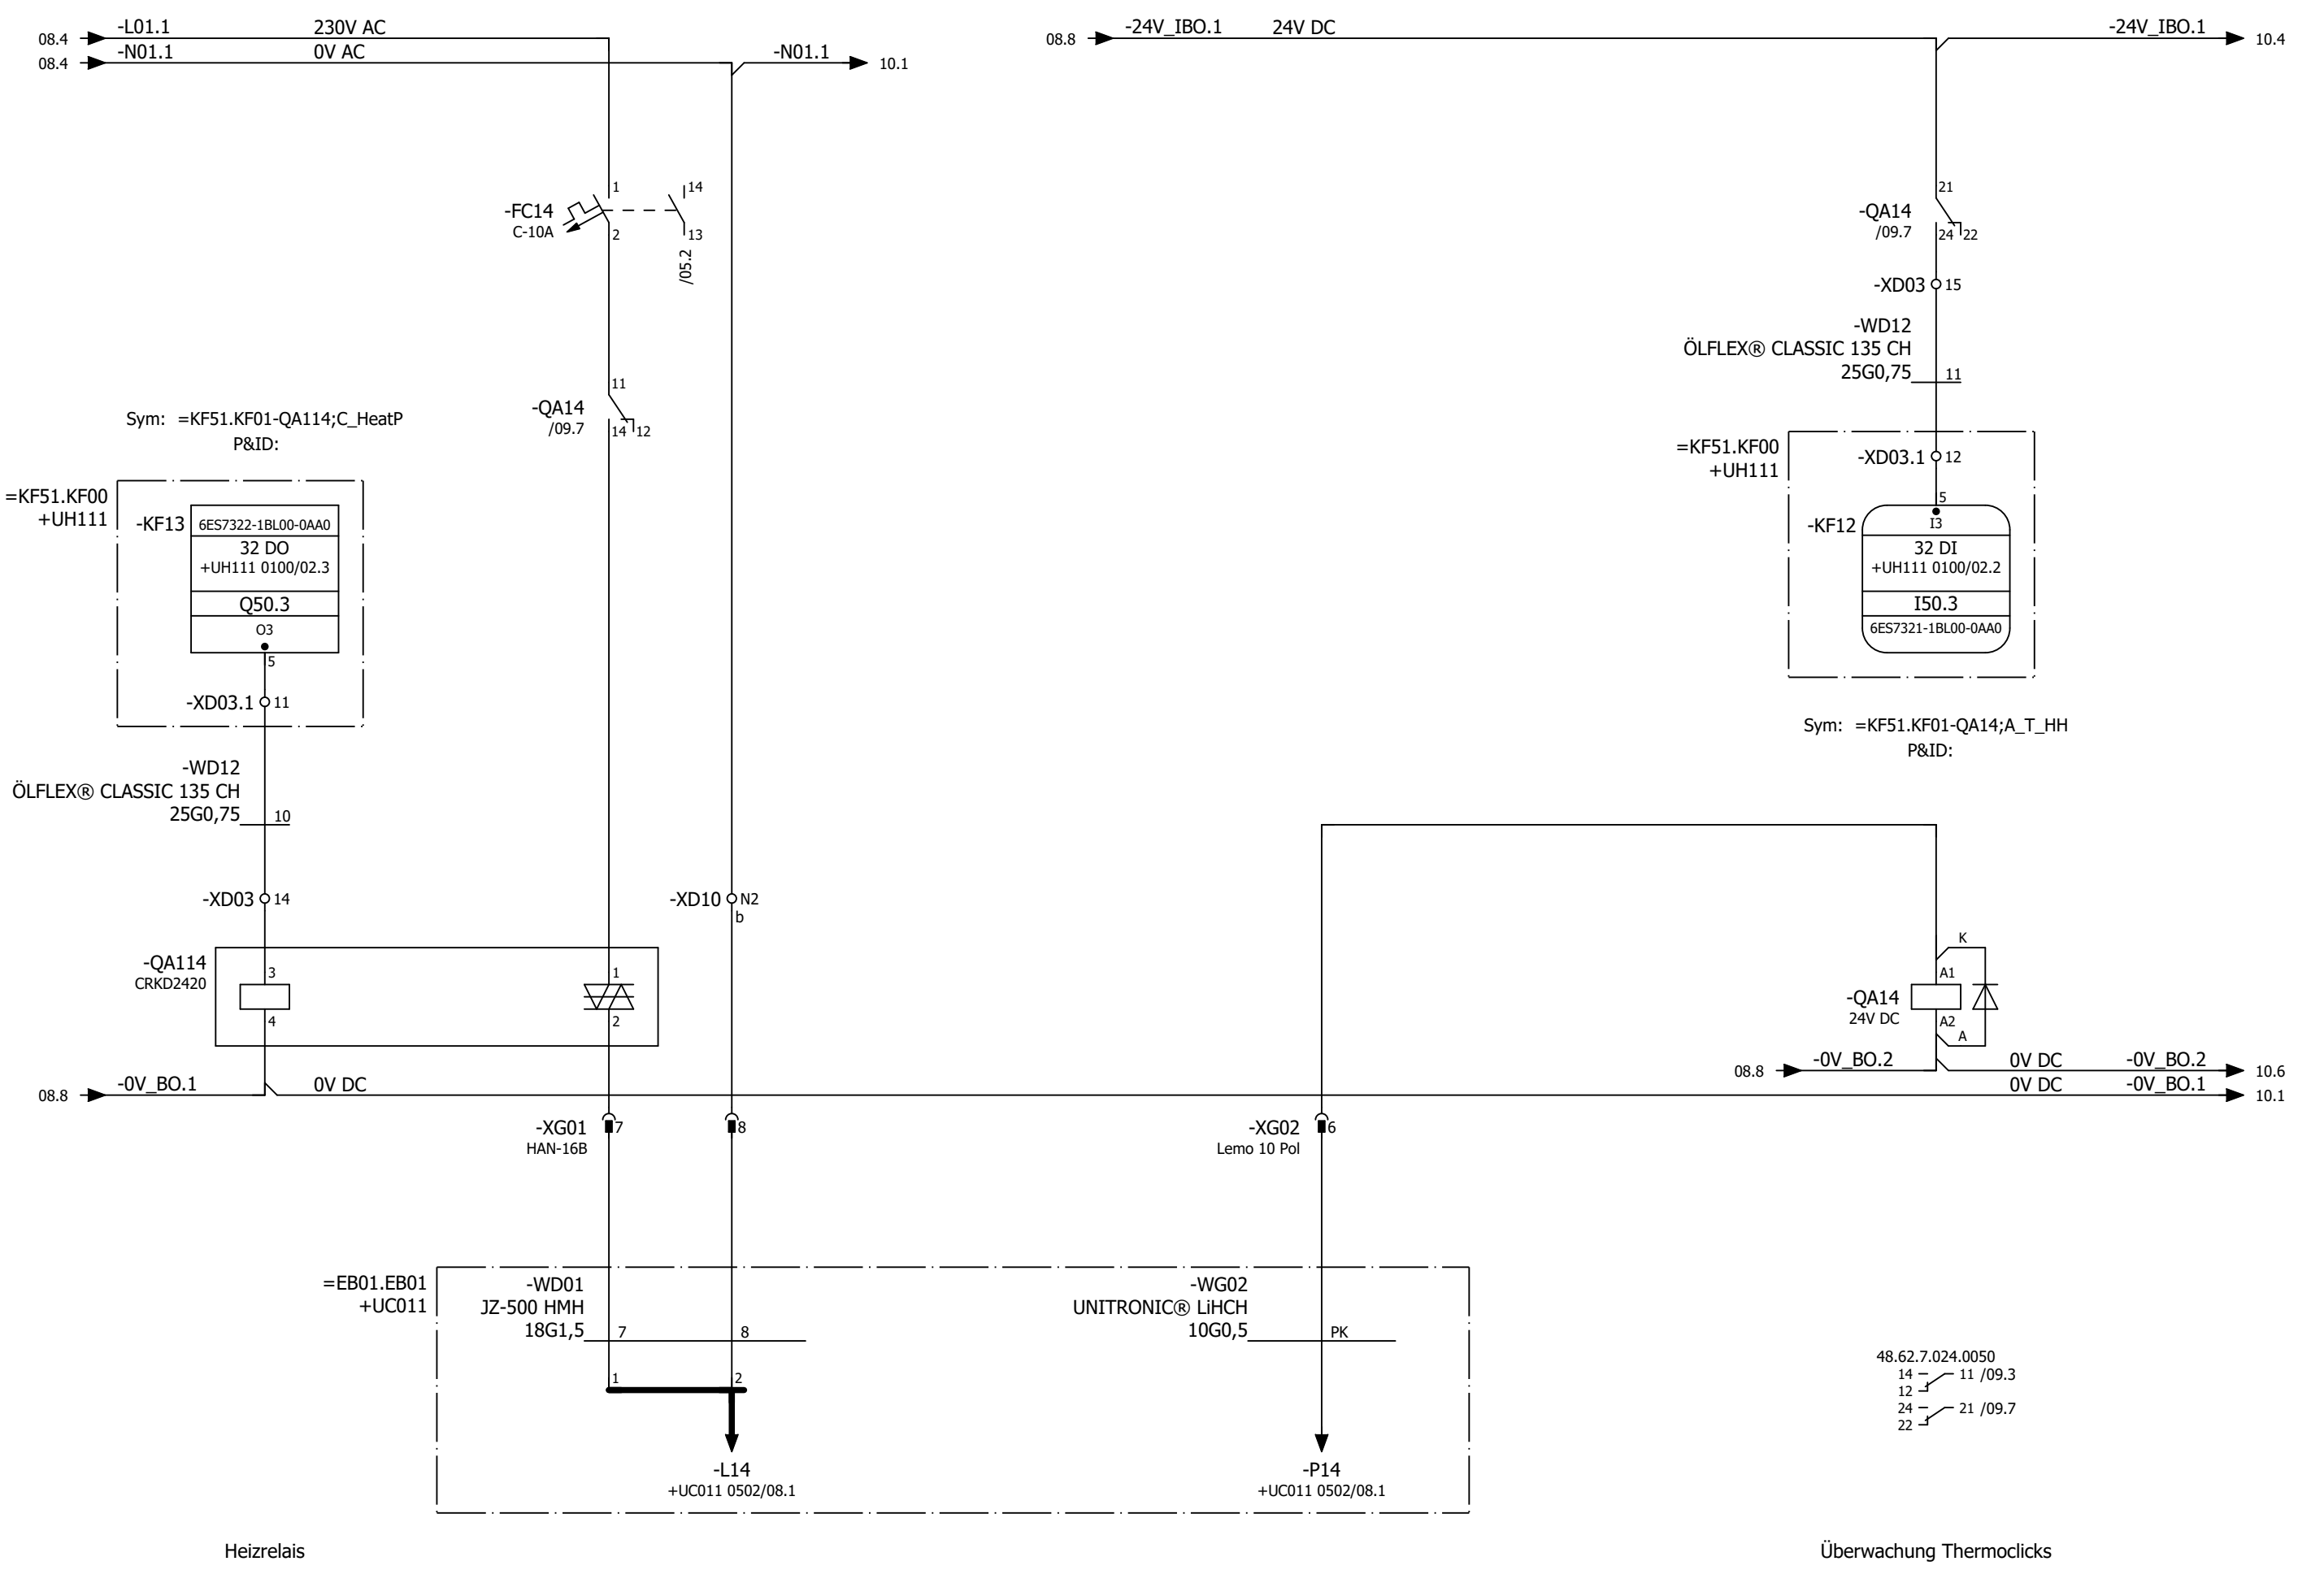 -L01.1 230V AC
08.4
-N01.1 0V AC
08.4
-N01.1
10.1
-24V_IBO.1 24V DC
08.8
-24V_IBO.1
10.4
1
14
-FC14
C-10A
2
13
/05.2
21
-QA14
/09.7
24 22
-XD03 15
-WD12
ÖLFLEX® CLASSIC 135 CH
25G0,75
11
11
-QA14
/09.7
14 12
Sym: =KF51.KF01-QA114;C_HeatP
P&ID:
=KF51.KF00
+UH111
-KF13
6ES7322-1BL00-0AA0
32 DO
+UH111 0100/02.3
Q50.3
O3
5
-XD03.1 11
-WD12
ÖLFLEX® CLASSIC 135 CH
25G0,75
10
-XD03 14
=KF51.KF00
+UH111
-XD03.1 12
5
-KF12
I3
32 DI
+UH111 0100/02.2
I50.3
6ES7321-1BL00-0AA0
Sym: =KF51.KF01-QA14;A_T_HH
P&ID:
-XD10 N2
b
-QA114
CRKD2420
3
4
1
2
K
A1
-QA14
24V DC
A2
A
08.8
-0V_BO.2
0V DC -0V_BO.2
10.6
08.8
-0V_BO.1 0V DC
0V DC -0V_BO.1
10.1
-XG01
HAN-16B
7
8
-XG02
Lemo 10 Pol
6
=EB01.EB01
+UC011
-WD01
JZ-500 HMH
18G1,5
7
8
-WG02
UNITRONIC® LiHCH
10G0,5
PK
1
2
-L14
+UC011 0502/08.1
-P14
+UC011 0502/08.1
48.62.7.024.0050
14 11 /09.3
12
24 21 /09.7
22
Heizrelais
Überwachung Thermoclicks